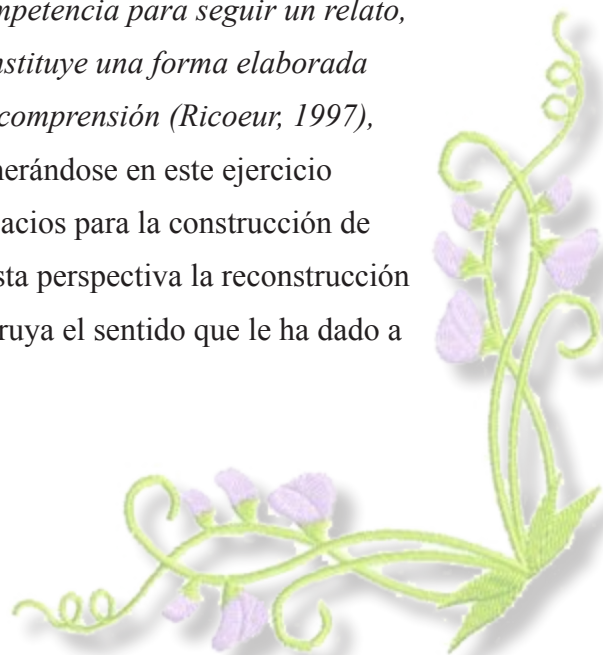 mpetencia para seguir un relato,
nstituye una forma elaborada
comprensión (Ricoeur, 1997),
nerándose en este ejercicio
acios para la construcción de
sta perspectiva la reconstrucción
ruya el sentido que le ha dado a